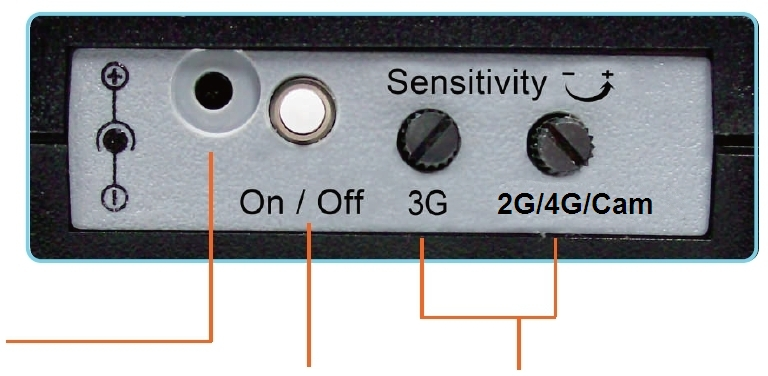 Sensitivity - +
On / Off
3G
2G/4G/Cam